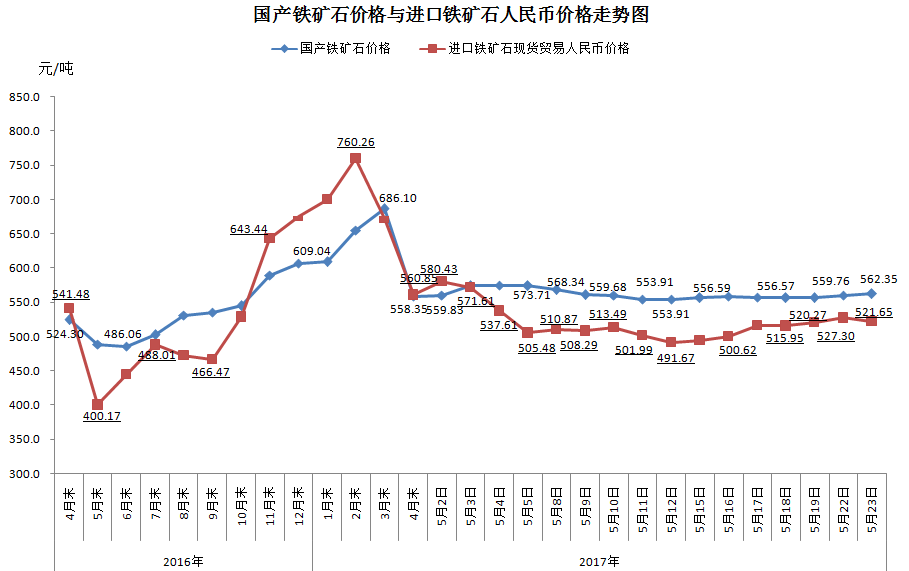 国产铁矿石价格与进口铁矿石人民币价格走势图
国产铁矿石价格 进口铁矿石现货贸易人民币价格
元/吨
850.0
800.0
750.0
700.0
650.0
600.0
550.0
500.0
450.0
400.0
350.0
300.0
541.48
524.30
400.17
486.06
488.01
466.47
643.44
609.04
760.26
686.10
560.85
558.35
580.43
559.83
571.61
537.61
573.71
505.48
568.34
510.87
508.29
559.68
513.49
553.91
501.99
553.91
491.67
556.59
500.62
556.57
515.95
520.27
559.76
527.30
562.35
521.65
4月末
5月末
6月末
7月末
8月末
9月末
10月末
11月末
12月末
1月末
2月末
3月末
4月末
5月2日
5月3日
5月4日
5月5日
5月8日
5月9日
5月10日
5月11日
5月12日
5月15日
5月16日
5月17日
5月18日
5月19日
5月22日
5月23日
2016年 2017年